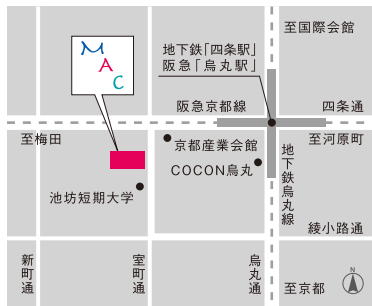 至国際会館
M
A
C
地下鉄「四条駅」
阪急「烏丸駅」
阪急京都線
四条通
至梅田
京都産業会館
至河原町
COCON烏丸
地下鉄烏丸線
池坊短期大学
綾小路通
新町通
室町通
烏丸通
至京都
N